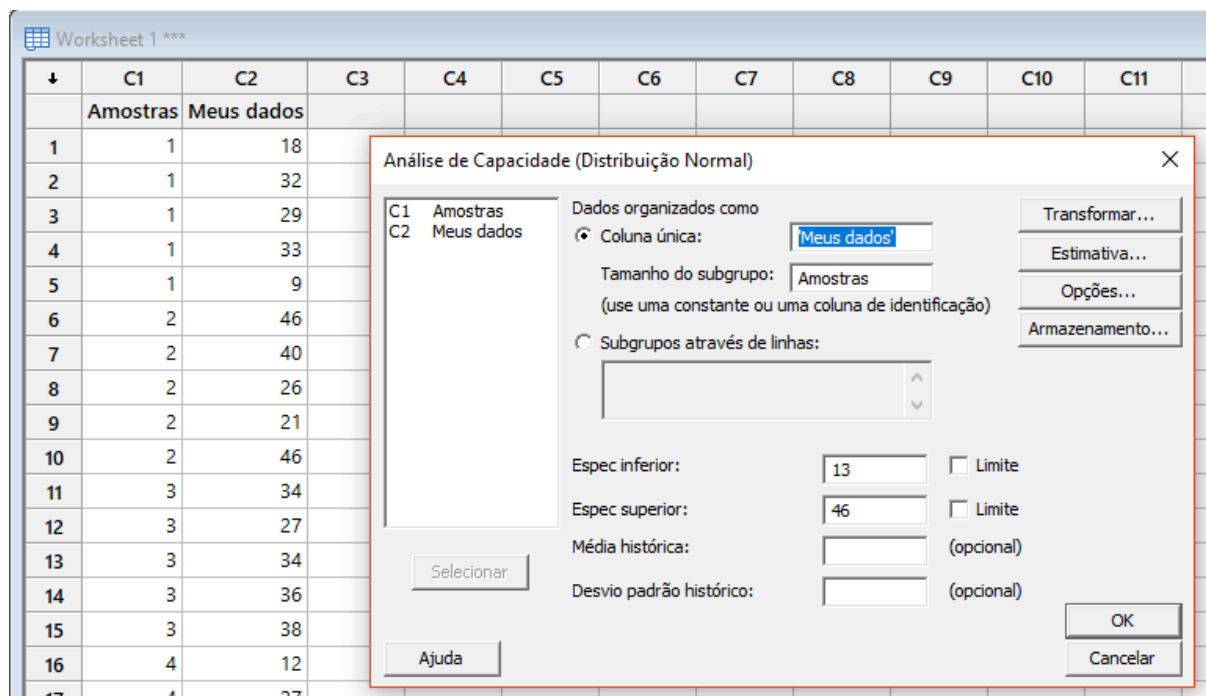 Worksheet 1 ***
↓ C1 C2 C3 C4 C5 C6 C7 C8 C9 C10 C11
Amostras Meus dados
1 1 18
2 1 32
3 1 29
4 1 33
5 1 9
6 2 46
7 2 40
8 2 26
9 2 21
10 2 46
11 3 34
12 3 27
13 3 34
14 3 36
15 3 38
16 4 12
17 4 27
Análise de Capacidade (Distribuição Normal)
C1 Amostras
C2 Meus dados
Dados organizados como
Coluna única: 'Meus dados'
Tamanho do subgrupo: Amostras
(use uma constante ou uma coluna de identificação)
Subgrupos através de linhas:
Transformar...
Estimativa...
Opções...
Armazenamento...
Espec inferior: 13 Limite
Espec superior: 46 Limite
Média histórica: (opcional)
Desvio padrão histórico: (opcional)
Selecionar
Ajuda
OK
Cancelar